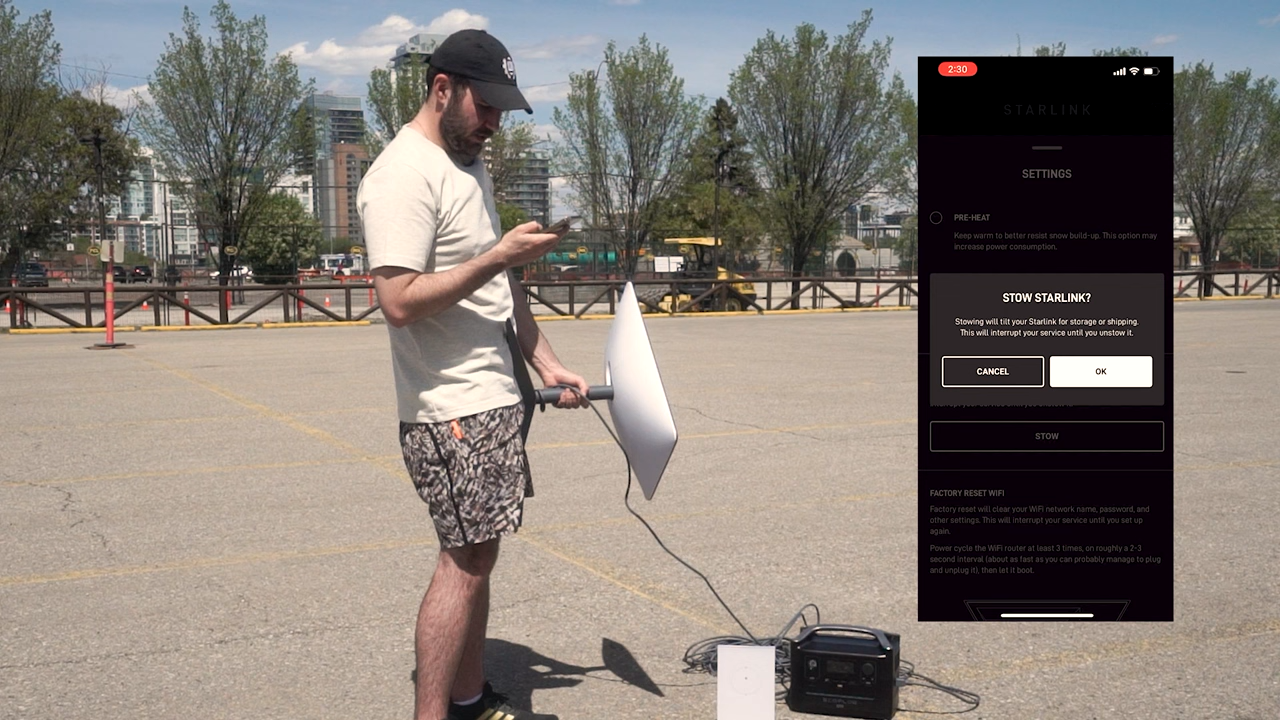 2:30
STARLINK
SETTINGS
PRE-HEAT
Keep warm to better resist snow build-up. This option may
increase power consumption.
STOW STARLINK?
Stowing will tilt your Starlink for storage or shipping.
This will interrupt your service until you unstow it.
CANCEL
OK
STOW
FACTORY RESET WIFI
Factory reset will clear your WiFi network name, password, and
other settings. This will interrupt your service until you set up
again.
Power cycle the WiFi router at least 3 times, on roughly a 2-3
second interval (about as fast as you can probably manage to plug
and unplug it), then let it boot.
ECOFLOW